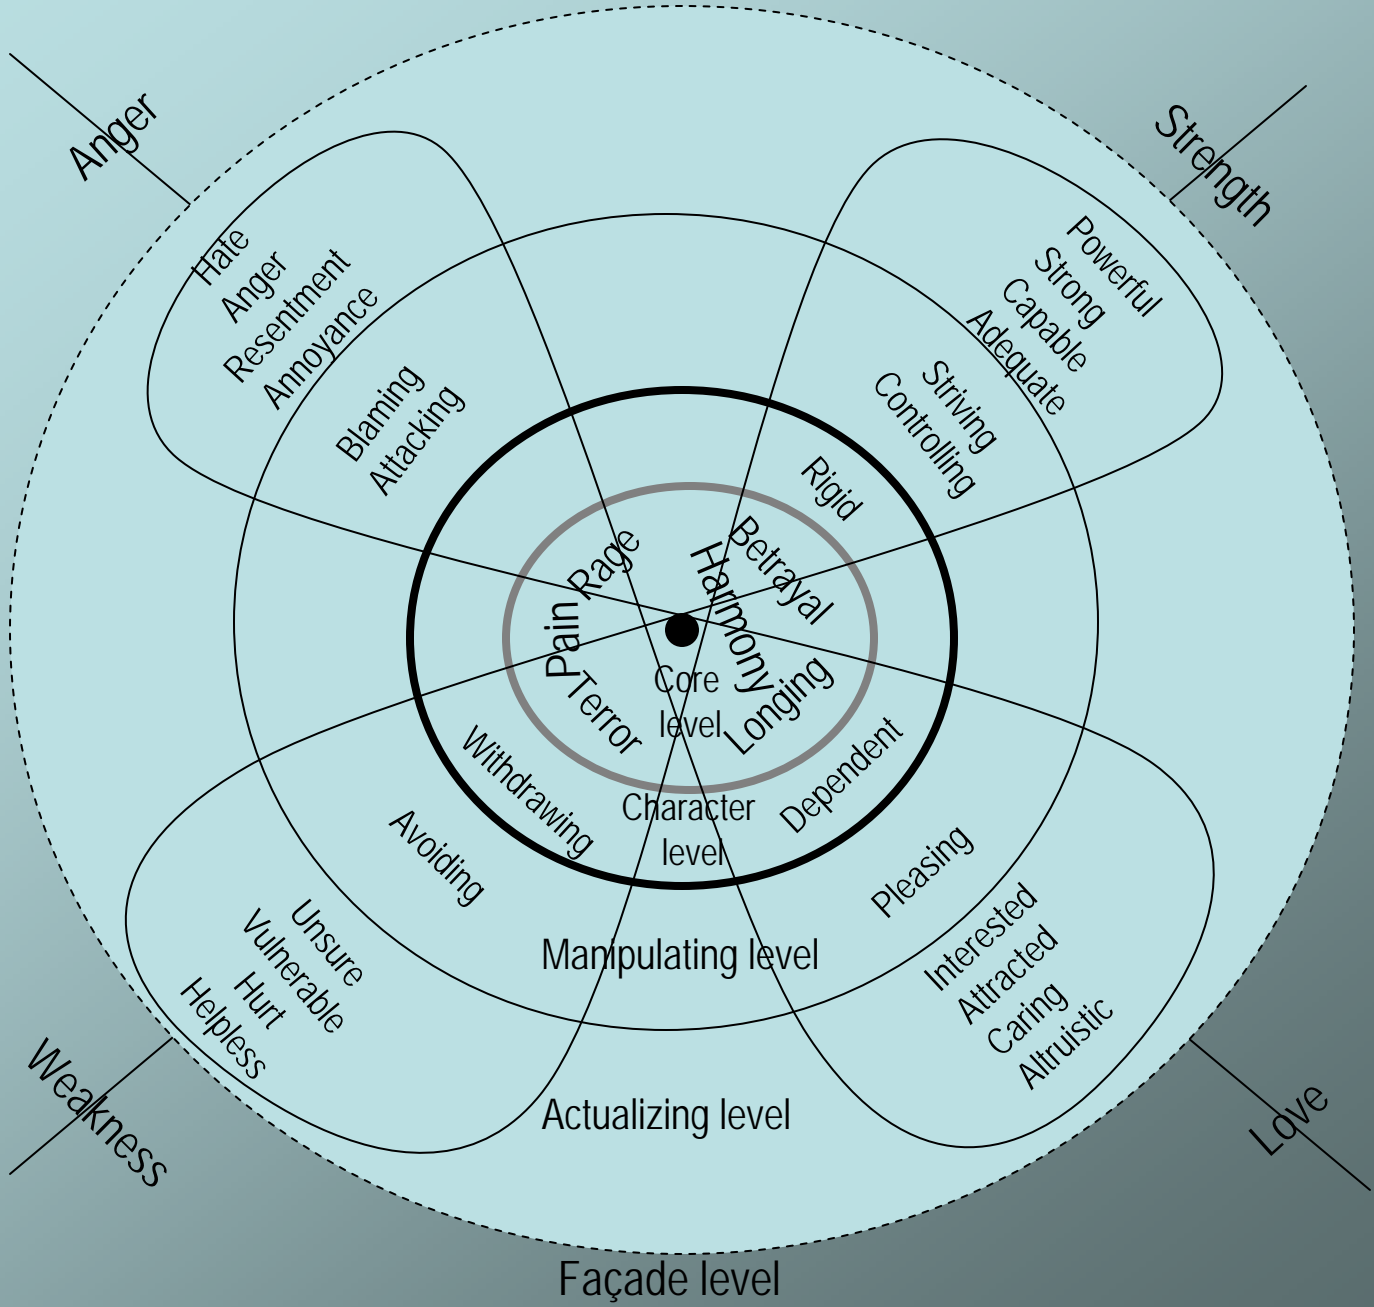 Anger
Strength
Hate
Anger
Resentment
Annoyance
Blaming
Attacking
Powerful
Strong
Capable
Adequate
Striving
Controlling
Rigid
Rage
Betrayal
Pain
Harmony
Terror
Longing
Core
level
Withdrawing
Dependent
Character
level
Avoiding
Pleasing
Manipulating level
Unsure
Vulnerable
Hurt
Helpless
Interested
Attracted
Caring
Altruistic
Actualizing level
Weakness
Love
Façade level